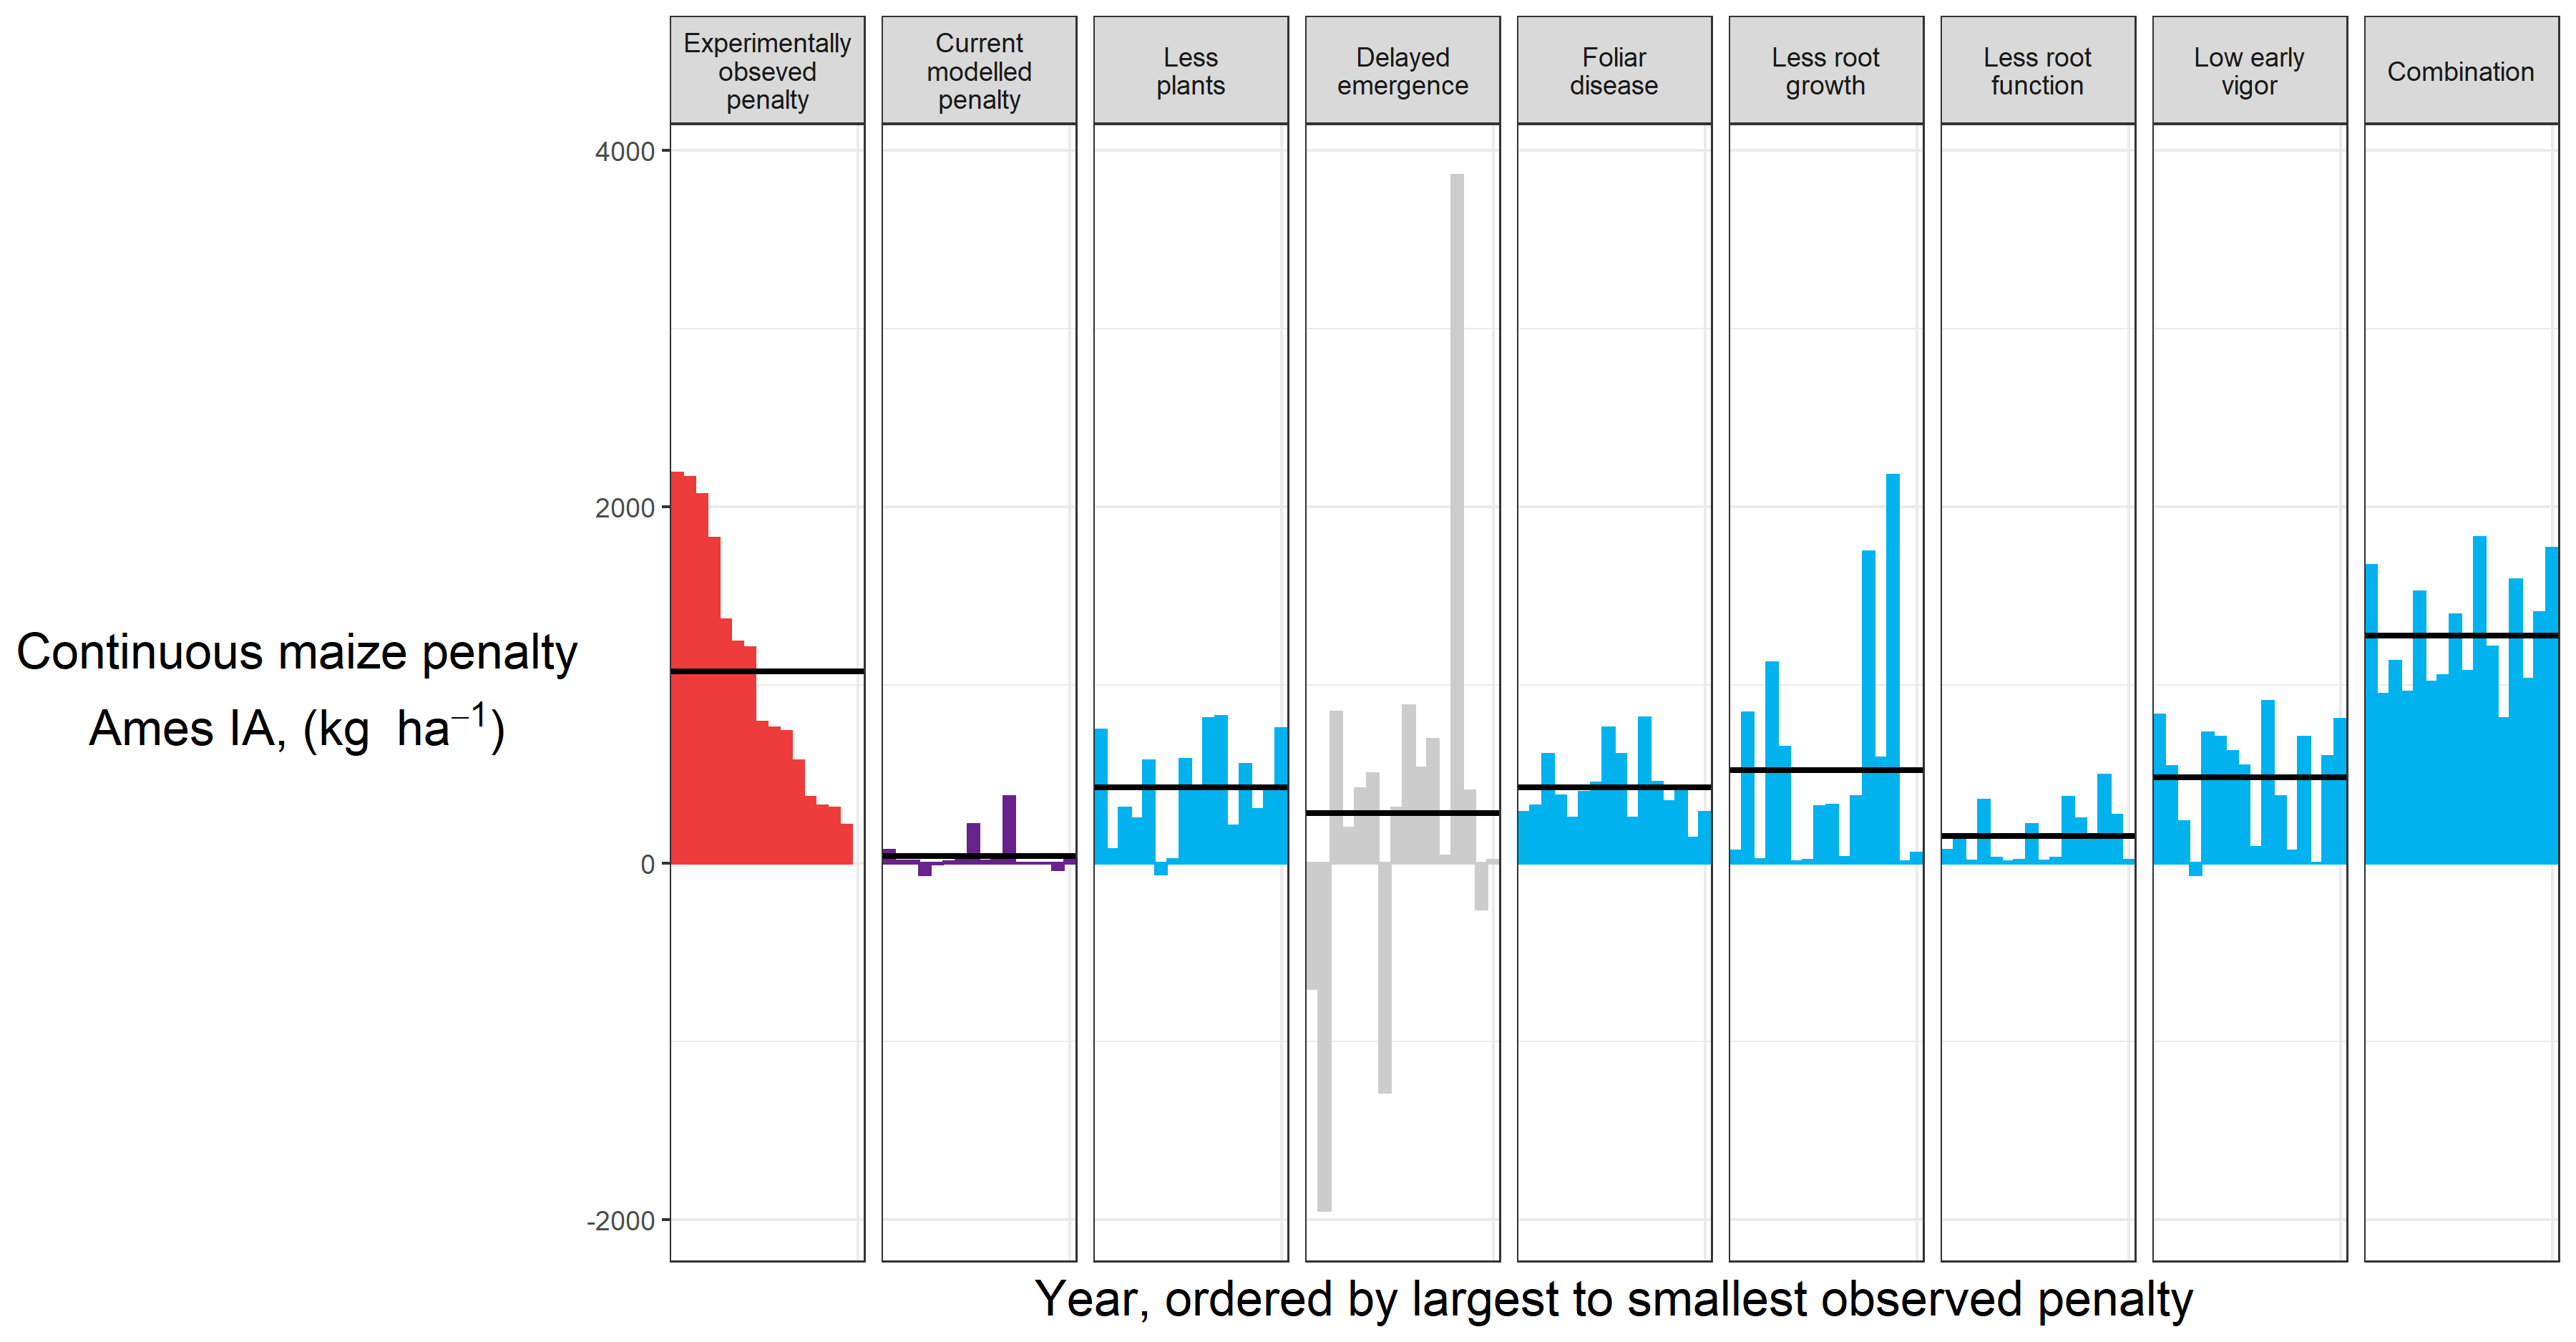 Experimentally
obseved
penalty
Current
modelled
penalty
Less
plants
Delayed
emergence
Foliar
disease
Less root
growth
Less root
function
Low early
vigor
Combination
4000
2000
0
-2000
Continuous maize penalty
Ames IA, (kg ha⁻¹)
Year, ordered by largest to smallest observed penalty